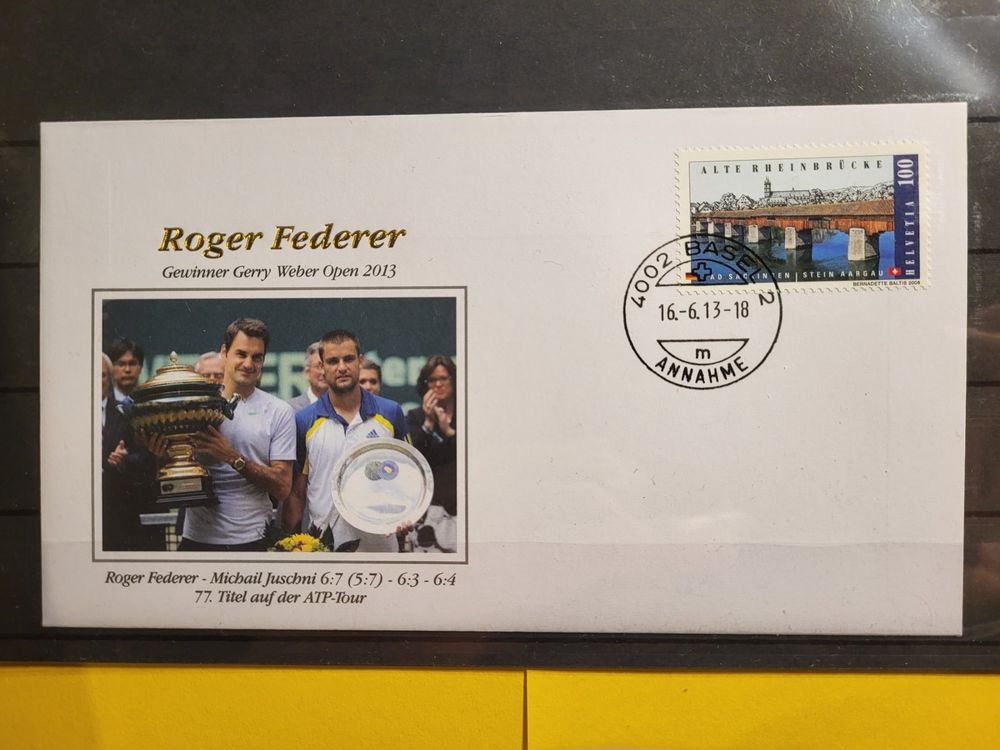 ALTE RHEINBRÜCKE
HELVETIA 100
BAD SÄCKINGEN | STEIN AARGAU
BERNADETTE BALTIS 2008
4002 BASEL 2
16.-6.13-18
m
ANNAHME
Roger Federer
Gewinner Gerry Weber Open 2013
Roger Federer - Michail Juschni 6:7 (5:7) - 6:3 - 6:4
77. Titel auf der ATP-Tour